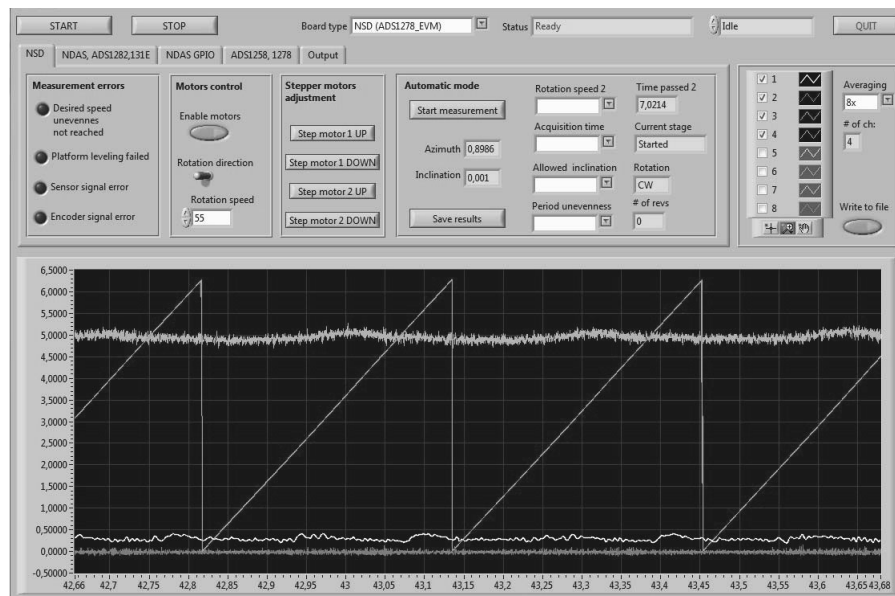 START STOP Board type NSD (ADS1278_EVM) Status Ready Idle QUIT
NSD NDAS, ADS1282,131E NDAS GPIO ADS1258, 1278 Output
Measurement errors
Desired speed
unevennes
not reached
Platform leveling failed
Sensor signal error
Encoder signal error
Motors control
Enable motors
Rotation direction
Rotation speed
55
Stepper motors
adjustment
Step motor 1 UP
Step motor 1 DOWN
Step motor 2 UP
Step motor 2 DOWN
Automatic mode
Start measurement
Azimuth 0,8986
Inclination 0,001
Save results
Rotation speed 2
Acquisition time
Allowed inclination
Period unevenness
Time passed 2
7,0214
Current stage
Started
Rotation
CW
# of revs
0
1
2
3
4
5
6
7
8
Averaging
8x
# of ch:
4
Write to file
6,5000
6,0000
5,5000
5,0000
4,5000
4,0000
3,5000
3,0000
2,5000
2,0000
1,5000
1,0000
0,50000
0,0000
-0,50000
42,66 42,7 42,75 42,8 42,85 42,9 42,95 43 43,05 43,1 43,15 43,2 43,25 43,3 43,35 43,4 43,45 43,5 43,55 43,6 43,65 43,68